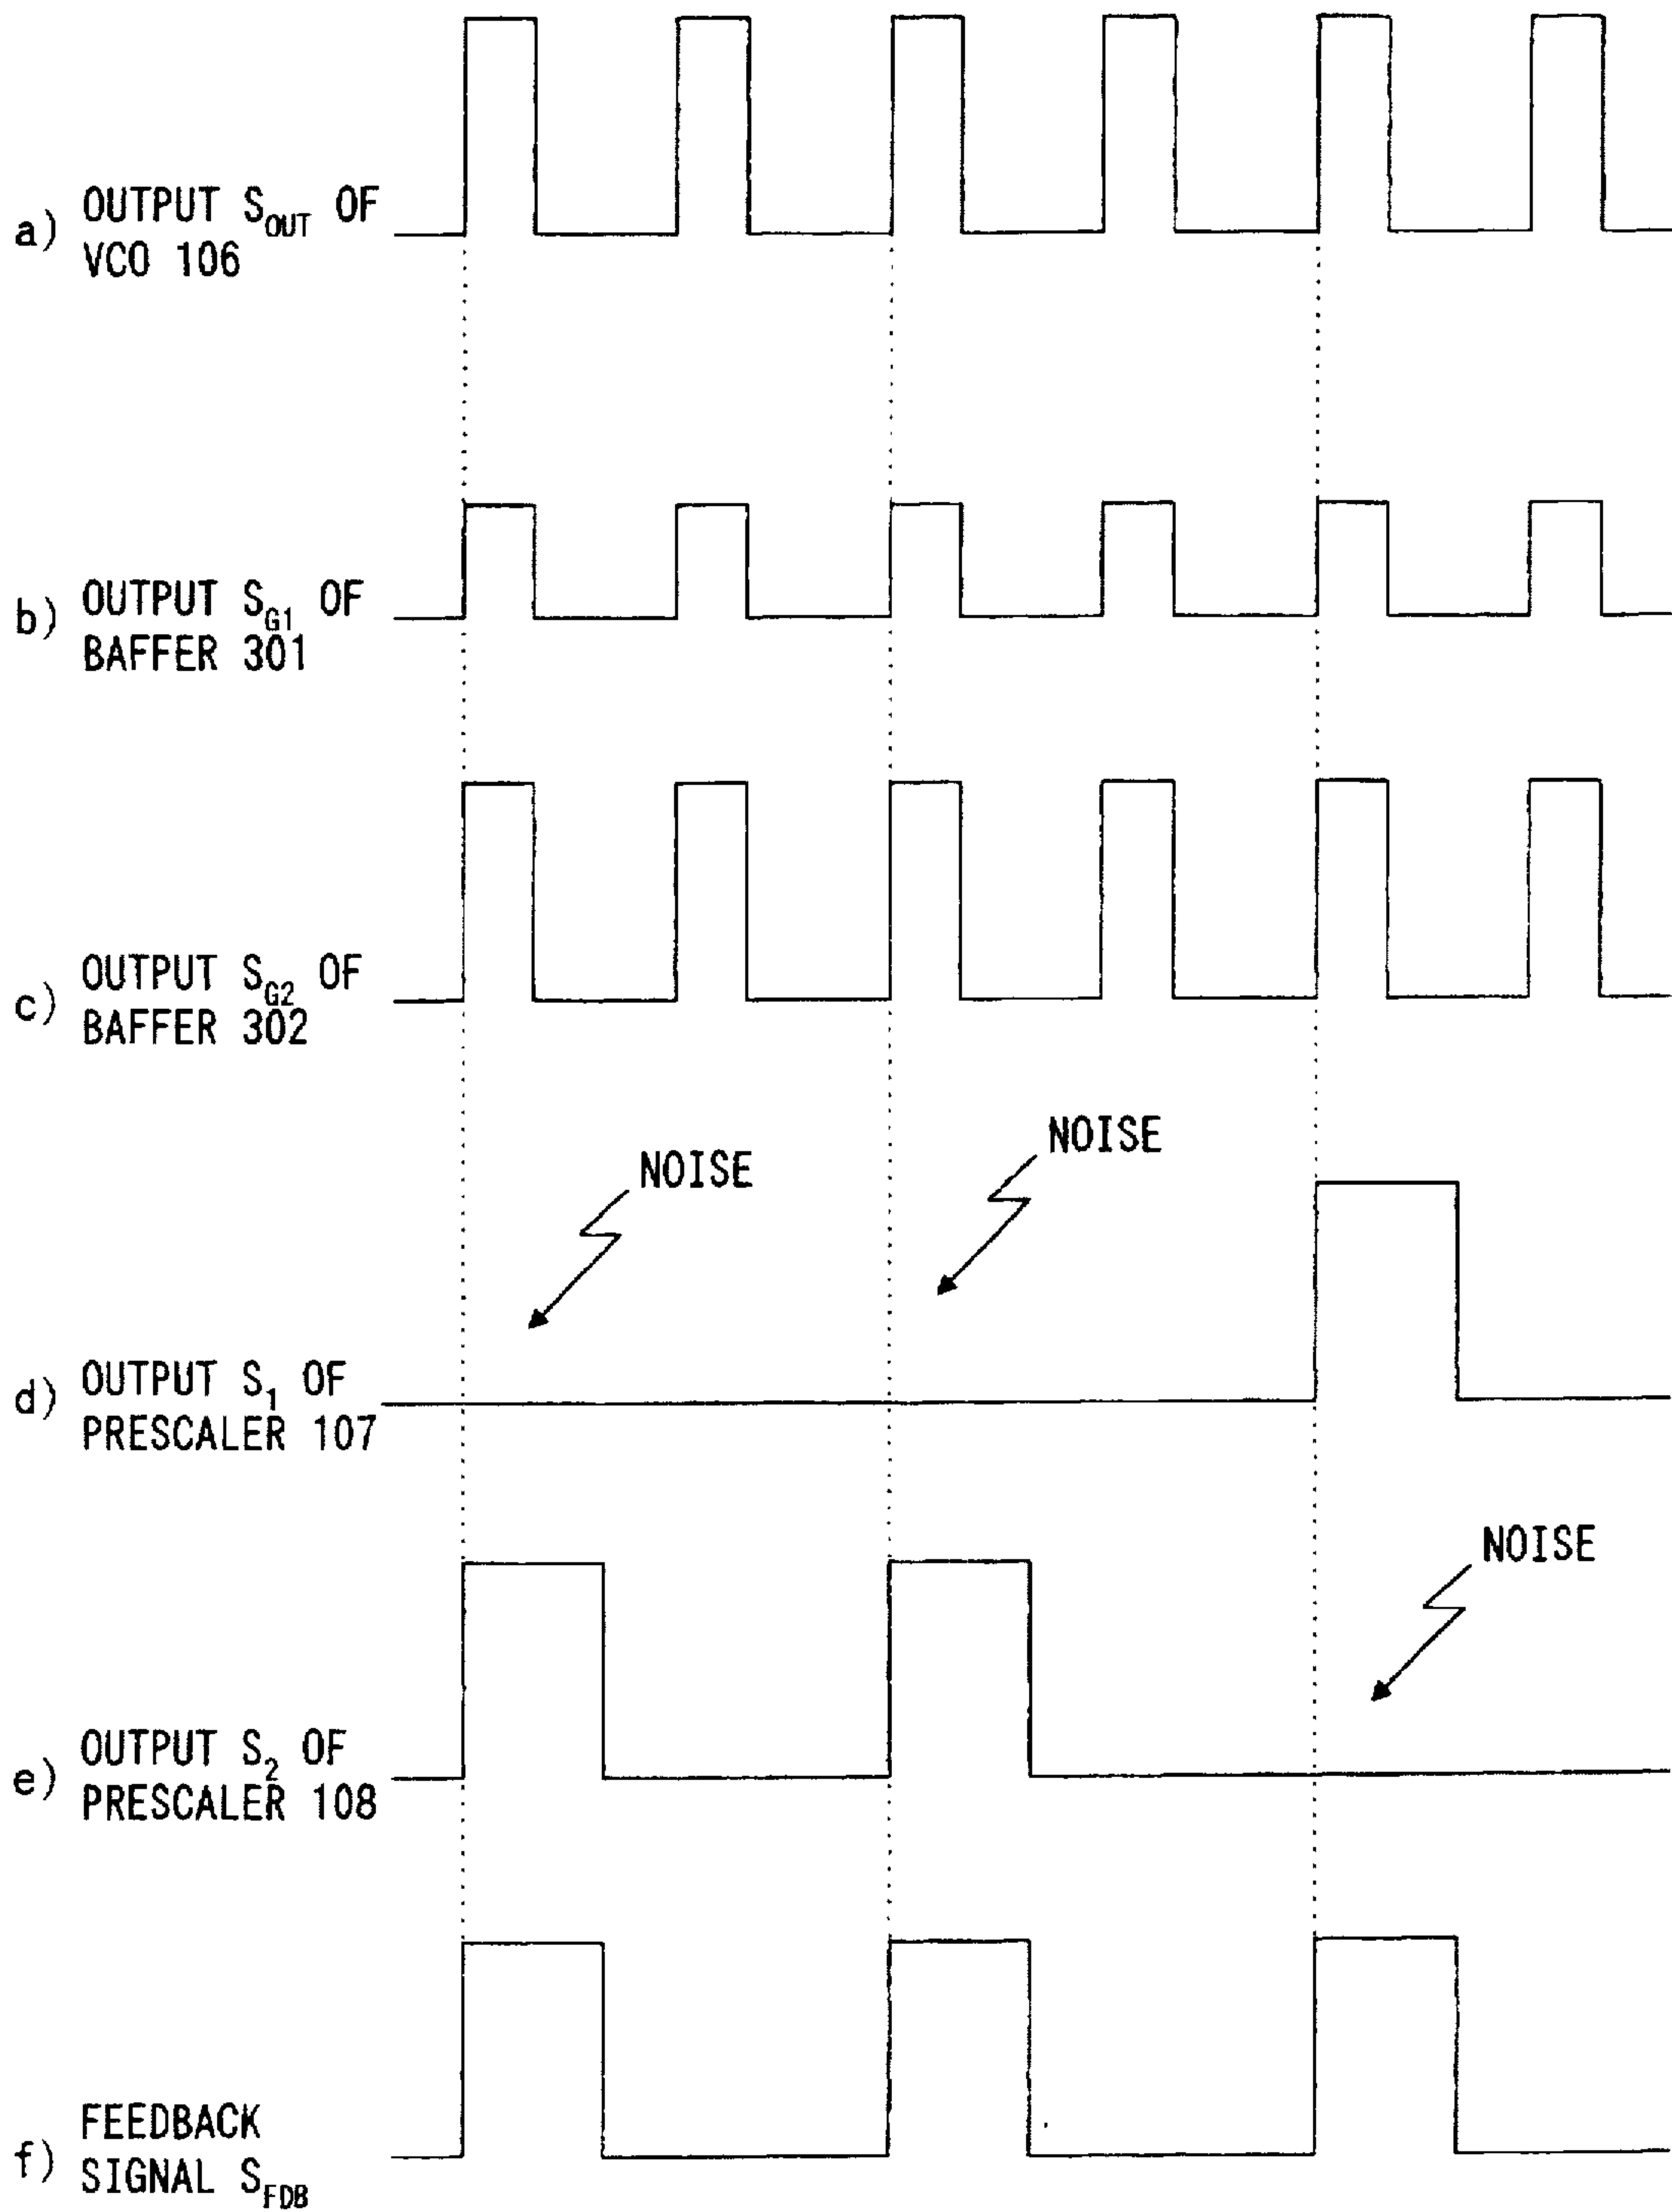 a) OUTPUT S_OUT OF
VCO 106
b) OUTPUT S_G1 OF
BAFFER 301
c) OUTPUT S_G2 OF
BAFFER 302
NOISE
NOISE
d) OUTPUT S_1 OF
PRESCALER 107
NOISE
e) OUTPUT S_2 OF
PRESCALER 108
f) FEEDBACK
SIGNAL S_FDB